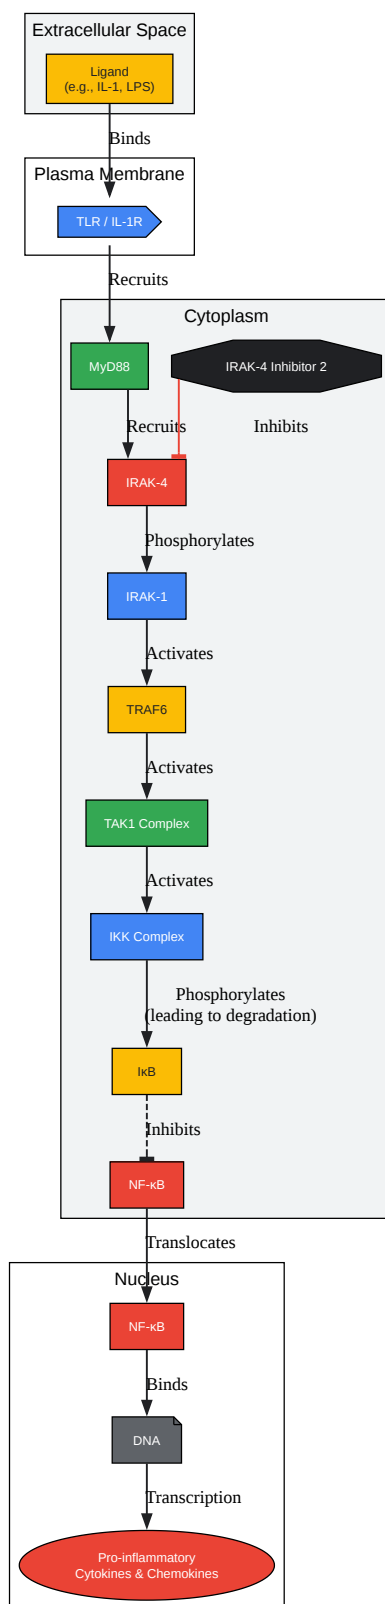 Extracellular Space
Ligand
(e.g., IL-1, LPS)
Binds
Plasma Membrane
TLR / IL-1R
Recruits
Cytoplasm
MyD88
IRAK-4 Inhibitor 2
Recruits
Inhibits
IRAK-4
Phosphorylates
IRAK-1
Activates
TRAF6
Activates
TAK1 Complex
Activates
IKK Complex
Phosphorylates
(leading to degradation)
IκB
Inhibits
NF-κB
Translocates
Nucleus
NF-κB
Binds
DNA
Transcription
Pro-inflammatory
Cytokines & Chemokines